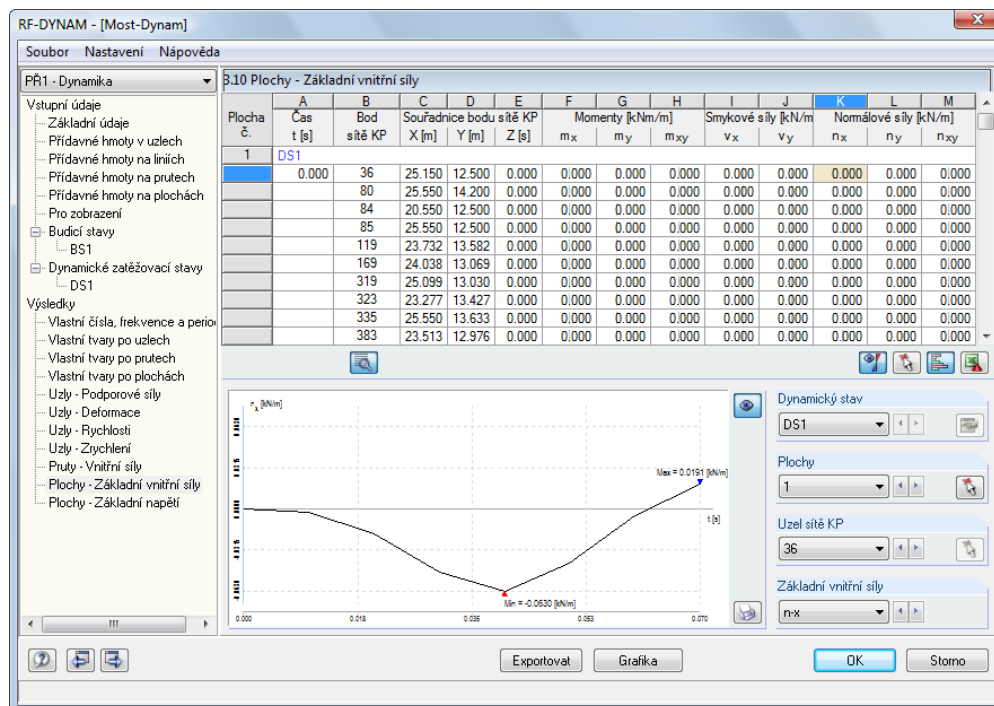 RF-DYNAM - [Most-Dynam]
Soubor Nastavení Nápověda
PŘ1 - Dynamika
Vstupní údaje
Základní údaje
Přídavné hmoty v uzlech
Přídavné hmoty na liniích
Přídavné hmoty na prutech
Přídavné hmoty na plochách
Pro zobrazení
Budicí stavy
BS1
Dynamické zatěžovací stavy
DS1
Výsledky
Vlastní čísla, frekvence a perio
Vlastní tvary po uzlech
Vlastní tvary po prutech
Vlastní tvary po plochách
Uzly - Podporové síly
Uzly - Deformace
Uzly - Rychlosti
Uzly - Zrychlení
Pruty - Vnitřní síly
Plochy - Základní vnitřní síly
Plochy - Základní napětí
3.10 Plochy - Základní vnitřní síly
A B C D E F G H I J K L M
Plocha Čas Bod Souřadnice bodu sítě KP Momenty [kNm/m] Smykové síly [kN/m Normálové síly [kN/m]
č. t [s] sítě KP X [m] Y [m] Z [s] mx my mxy vx vy nx ny nxy
1 DS1
0.000 36 25.150 12.500 0.000 0.000 0.000 0.000 0.000 0.000 0.000 0.000 0.000
80 25.550 14.200 0.000 0.000 0.000 0.000 0.000 0.000 0.000 0.000 0.000
84 20.550 12.500 0.000 0.000 0.000 0.000 0.000 0.000 0.000 0.000 0.000
85 25.550 12.500 0.000 0.000 0.000 0.000 0.000 0.000 0.000 0.000 0.000
119 23.732 13.582 0.000 0.000 0.000 0.000 0.000 0.000 0.000 0.000 0.000
169 24.038 13.069 0.000 0.000 0.000 0.000 0.000 0.000 0.000 0.000 0.000
319 25.099 13.030 0.000 0.000 0.000 0.000 0.000 0.000 0.000 0.000 0.000
323 23.277 13.427 0.000 0.000 0.000 0.000 0.000 0.000 0.000 0.000 0.000
335 25.550 13.633 0.000 0.000 0.000 0.000 0.000 0.000 0.000 0.000 0.000
383 23.513 12.976 0.000 0.000 0.000 0.000 0.000 0.000 0.000 0.000 0.000
nx [kN/m]
Max = 0.0191 [kN/m]
t [s]
Min = -0.0630 [kN/m]
0.000 0.018 0.035 0.053 0.070
Dynamický stav
DS1
Plochy
1
Uzel sítě KP
36
Základní vnitřní síly
n-x
Exportovat Grafika OK Storno